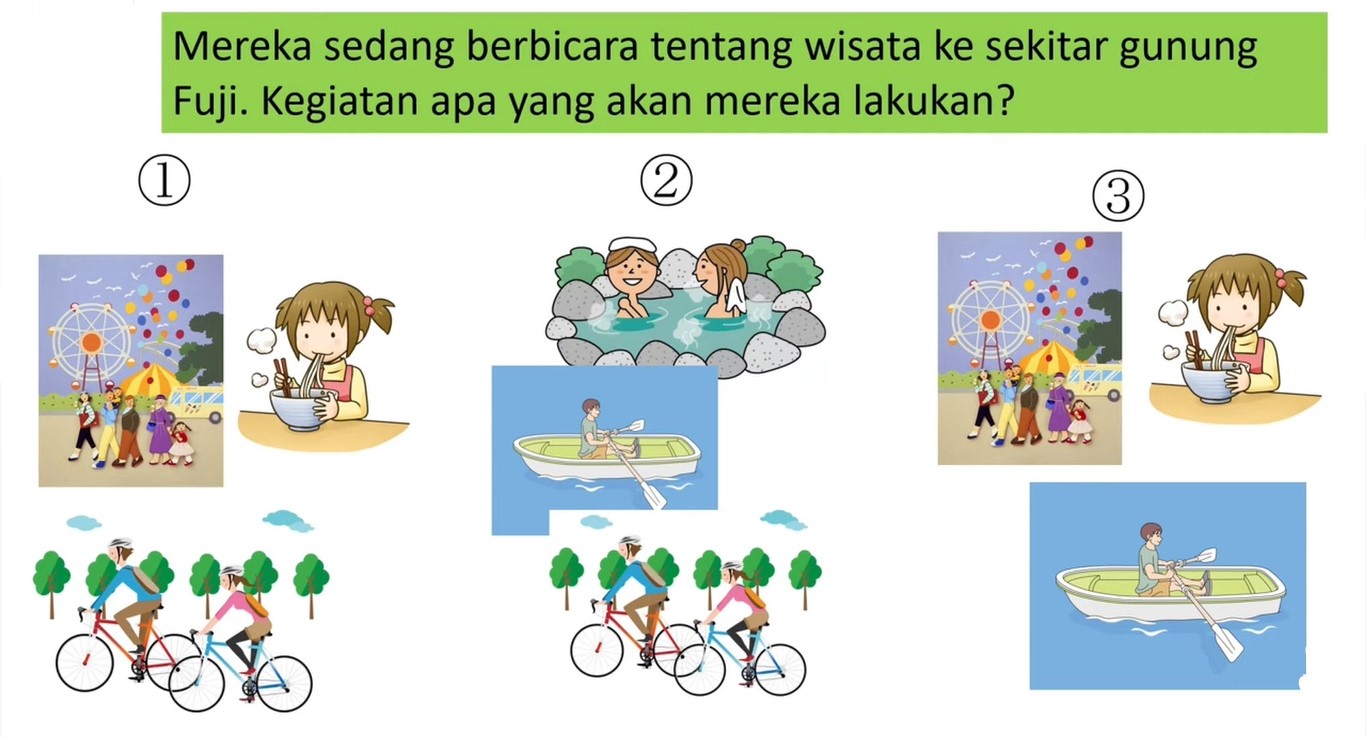 Mereka sedang berbicara tentang wisata ke sekitar gunung
Fuji. Kegiatan apa yang akan mereka lakukan?
①
②
③